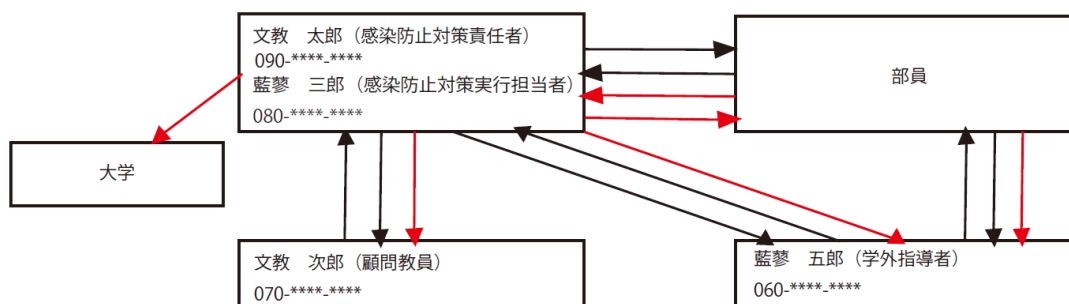 文教　太郎（感染防止対策責任者）
090-****-****
藍蓼　三郎（感染防止対策実行担当者）
080-****-****
部員
大学
文教　次郎（顧問教員）
070-****-****
藍蓼　五郎（学外指導者）
060-****-****